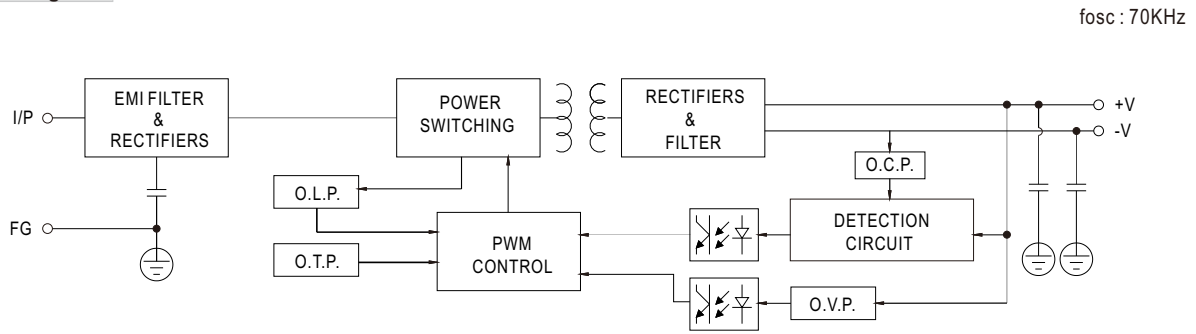 fosc : 70KHz
I/P
EMI FILTER
&
RECTIFIERS
POWER
SWITCHING
RECTIFIERS
&
FILTER
+V
-V
O.C.P.
O.L.P.
FG
PWM
CONTROL
DETECTION
CIRCUIT
O.T.P.
O.V.P.